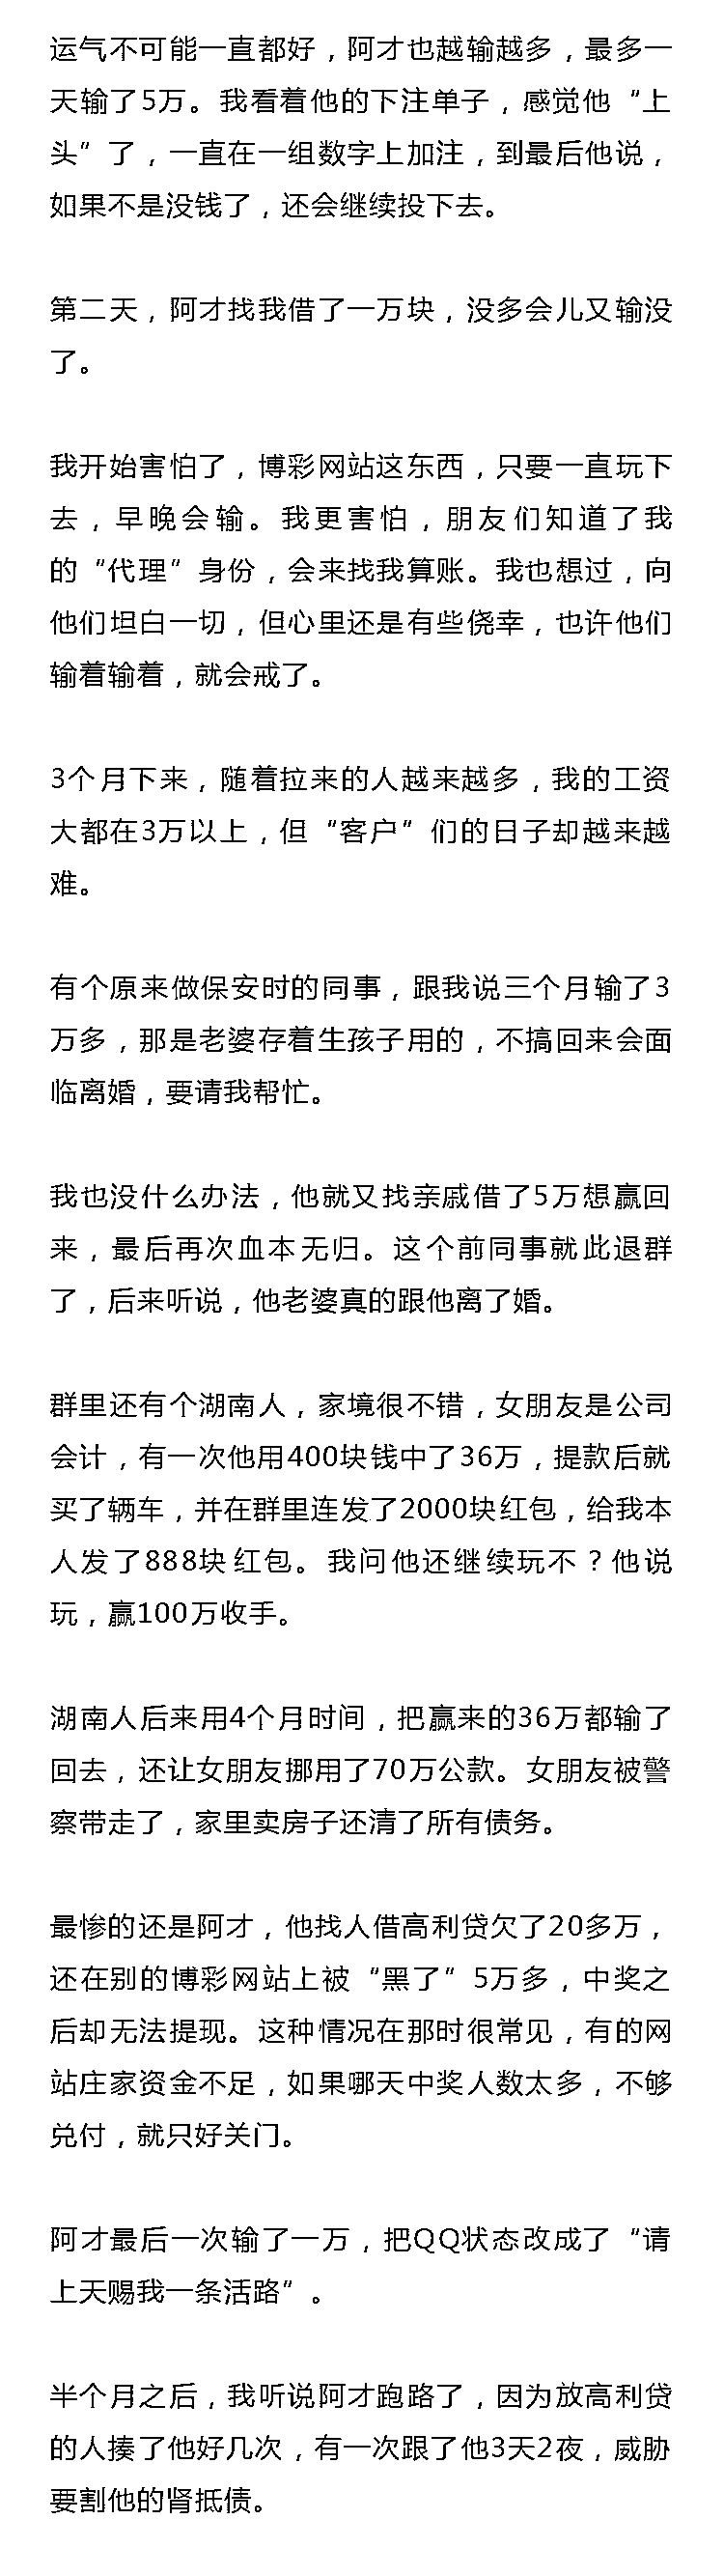 运气不可能一直都好，阿才也越输越多，最多一
天输了5万。我看着他的下注单子，感觉他“上
头”了，一直在一组数字上加注，到最后他说，
如果不是没钱了，还会继续投下去。
第二天，阿才找我借了一万块，没多会儿又输没
了。
我开始害怕了，博彩网站这东西，只要一直玩下
去，早晚会输。我更害怕，朋友们知道了我
的“代理”身份，会来找我算账。我也想过，向
他们坦白一切，但心里还是有些侥幸，也许他们
输着输着，就会戒了。
3个月下来，随着拉来的人越来越多，我的工资
大都在3万以上，但“客户”们的日子却越来越
难。
有个原来做保安时的同事，跟我说三个月输了3
万多，那是老婆存着生孩子用的，不搞回来会面
临离婚，要请我帮忙。
我也没什么办法，他就又找亲戚借了5万想赢回
来，最后再次血本无归。这个前同事就此退群
了，后来听说，他老婆真的跟他离了婚。
群里还有个湖南人，家境很不错，女朋友是公司
会计，有一次他用400块钱中了36万，提款后就
买了辆车，并在群里连发了2000块红包，给我本
人发了888块红包。我问他还继续玩不？他说
玩，赢100万收手。
湖南人后来用4个月时间，把赢来的36万都输了
回去，还让女朋友挪用了70万公款。女朋友被警
察带走了，家里卖房子还清了所有债务。
最惨的还是阿才，他找人借高利贷欠了20多万，
还在别的博彩网站上被“黑了”5万多，中奖之
后却无法提现。这种情况在那时很常见，有的网
站庄家资金不足，如果哪天中奖人数太多，不够
兑付，就只好关门。
阿才最后一次输了一万，把QQ状态改成了“请
上天赐我一条活路”。
半个月之后，我听说阿才跑路了，因为放高利贷
的人揍了他好几次，有一次跟了他3天2夜，威胁
要割他的肾抵债。